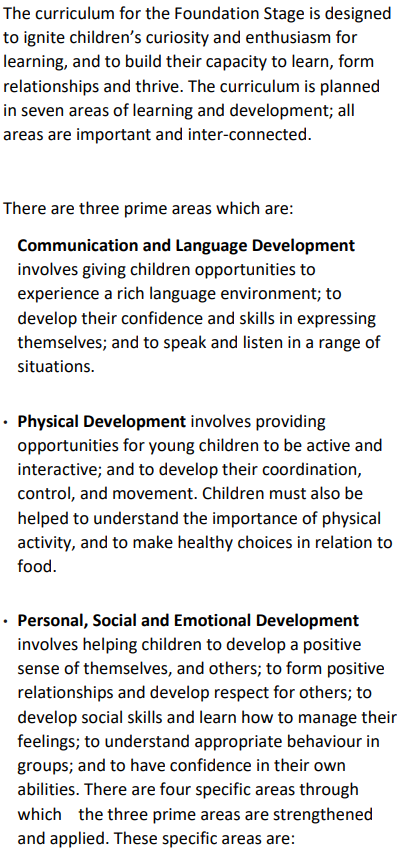 The curriculum for the Foundation Stage is designed
to ignite children’s curiosity and enthusiasm for
learning, and to build their capacity to learn, form
relationships and thrive. The curriculum is planned
in seven areas of learning and development; all
areas are important and inter-connected.
There are three prime areas which are:
Communication and Language Development
involves giving children opportunities to
experience a rich language environment; to
develop their confidence and skills in expressing
themselves; and to speak and listen in a range of
situations.
• Physical Development involves providing
opportunities for young children to be active and
interactive; and to develop their coordination,
control, and movement. Children must also be
helped to understand the importance of physical
activity, and to make healthy choices in relation to
food.
• Personal, Social and Emotional Development
involves helping children to develop a positive
sense of themselves, and others; to form positive
relationships and develop respect for others; to
develop social skills and learn how to manage their
feelings; to understand appropriate behaviour in
groups; and to have confidence in their own
abilities. There are four specific areas through
which the three prime areas are strengthened
and applied. These specific areas are: